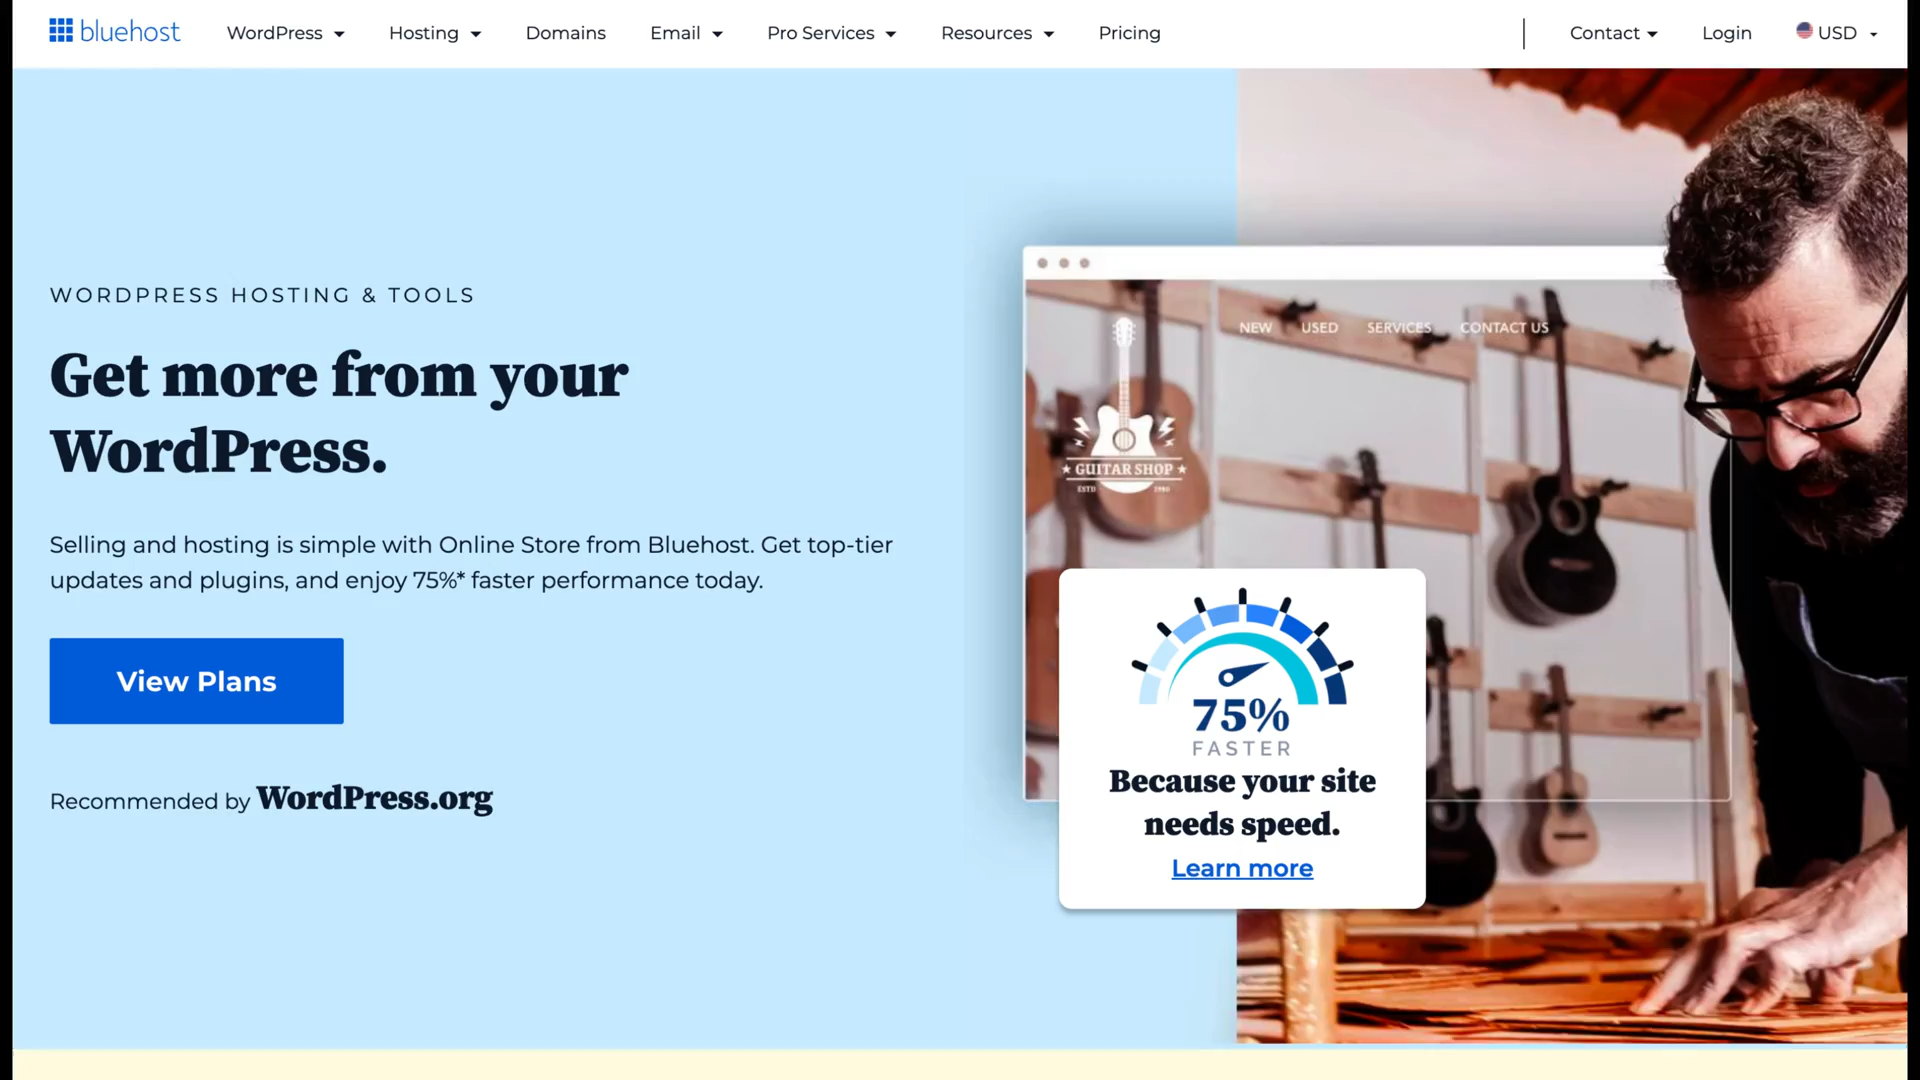 bluehost
WordPress
Hosting
Domains
Email
Pro Services
Resources
Pricing
Contact
Login
USD
WORDPRESS HOSTING & TOOLS
Get more from your
WordPress.
Selling and hosting is simple with Online Store from Bluehost. Get top-tier
updates and plugins, and enjoy 75%* faster performance today.
View Plans
Recommended by WordPress.org
NEW
USED
SERVICES
CONTACT US
GUITAR SHOP
ESTD 1980
75%
FASTER
Because your site
needs speed.
Learn more